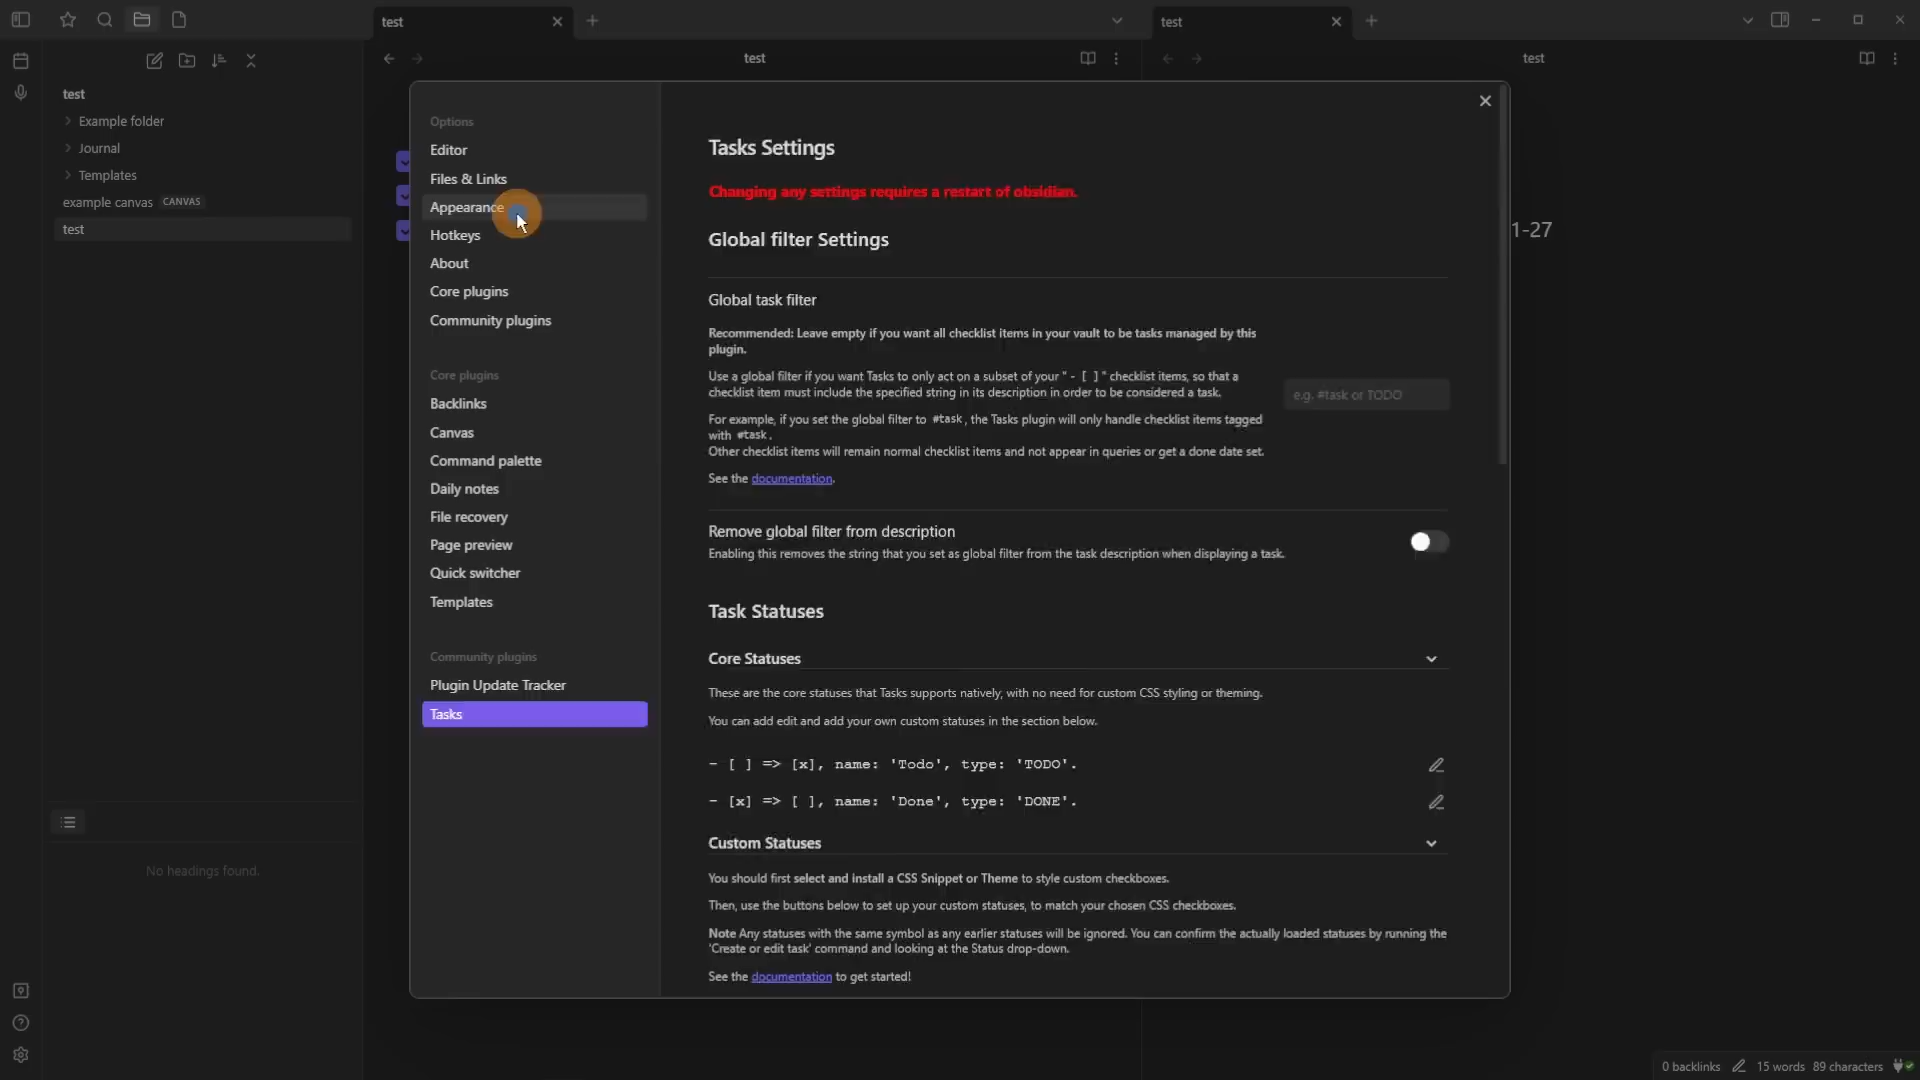 test
test
test
test
test
Example folder
Journal
Templates
example canvas CANVAS
test
No headings found.
Options
Editor
Files & Links
Appearance
Hotkeys
About
Core plugins
Community plugins
Core plugins
Backlinks
Canvas
Command palette
Daily notes
File recovery
Page preview
Quick switcher
Templates
Community plugins
Plugin Update Tracker
Tasks
Tasks Settings
Changing any settings requires a restart of obsidian.
Global filter Settings
Global task filter
Recommended: Leave empty if you want all checklist items in your vault to be tasks managed by this
plugin.
Use a global filter if you want Tasks to only act on a subset of your " - [ ] " checklist items, so that a
checklist item must include the specified string in its description in order to be considered a task.
For example, if you set the global filter to #task, the Tasks plugin will only handle checklist items tagged
with #task.
Other checklist items will remain normal checklist items and not appear in queries or get a done date set.
See the documentation.
e.g. #task or TODO
Remove global filter from description
Enabling this removes the string that you set as global filter from the task description when displaying a task.
Task Statuses
Core Statuses
These are the core statuses that Tasks supports natively, with no need for custom CSS styling or theming.
You can add edit and add your own custom statuses in the section below.
- [ ] => [x], name: 'Todo', type: 'TODO'.
- [x] => [ ], name: 'Done', type: 'DONE'.
Custom Statuses
You should first select and install a CSS Snippet or Theme to style custom checkboxes.
Then, use the buttons below to set up your custom statuses, to match your chosen CSS checkboxes.
Note Any statuses with the same symbol as any earlier statuses will be ignored. You can confirm the actually loaded statuses by running the
'Create or edit task' command and looking at the Status drop-down.
See the documentation to get started!
1-27
0 backlinks 15 words 89 characters